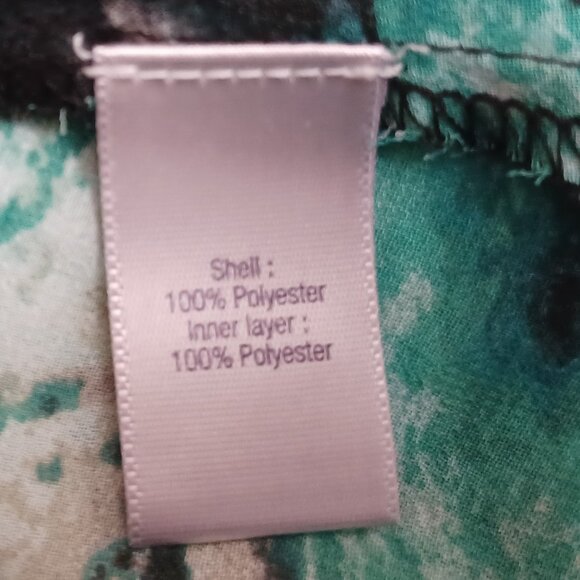 Shell :
100% Polyester
Inner layer :
100% Polyester